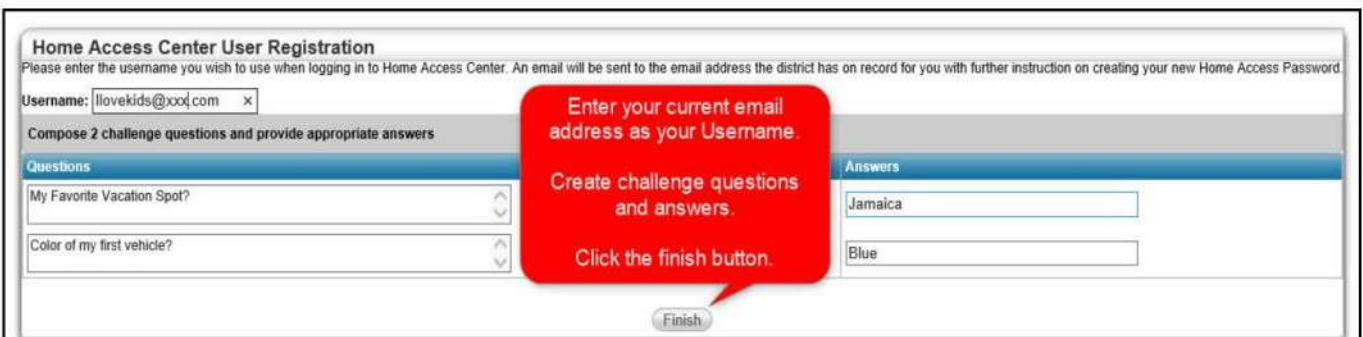 Home Access Center User Registration
Please enter the username you wish to use when logging in to Home Access Center. An email will be sent to the email address the district has on record for you with further instruction on creating your new Home Access Password.
Username: Ilovekids@xxx.com ×
Compose 2 challenge questions and provide appropriate answers
Questions
Answers
My Favorite Vacation Spot?
Jamaica
Color of my first vehicle?
Blue
Enter your current email
address as your Username.
Create challenge questions
and answers.
Click the finish button.
Finish